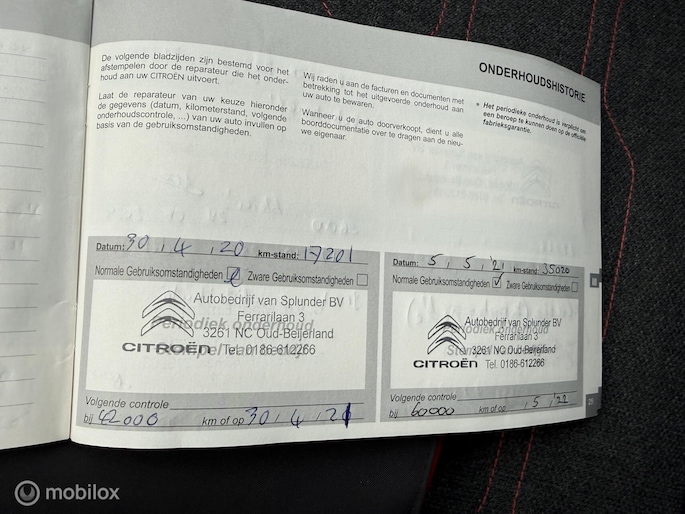 ONDERHOUDSHISTORIE
De volgende bladzijden zijn bestemd voor het
afstempelen door de reparateur die het onder-
houd aan uw CITROËN uitvoert.
Laat de reparateur van uw keuze hieronder
de gegevens (datum, kilometerstand, volgende
onderhoudscontrole, ...) van uw auto invullen op
basis van de gebruiksomstandigheden.
Wij raden u aan de facturen en documenten met
betrekking tot het uitgevoerde onderhoud aan
uw auto te bewaren.
Wanneer u de auto doorverkoopt, dient u alle
boorddocumentatie over te dragen aan de nieu-
we eigenaar.
* Het periodieke onderhoud is verplicht om
een beroep te kunnen doen op de officiële
fabrieksgarantie.
Datum: 30 , 4 , 20 km-stand: 17201
Normale Gebruiksomstandigheden Zware Gebruiksomstandigheden
Periodiek onderhoud
Autobedrijf van Splunder BV
Ferrarilaan 3
3261 NC Oud-Beijerland
CITROËN Tel. 0186-612266
Volgende controle
bij 42000 km of op 30 , 4 , 21
Datum: 5 , 5 , '21 km-stand: 35020
Normale Gebruiksomstandigheden Zware Gebruiksomstandigheden
Periodiek onderhoud
Autobedrijf van Splunder BV
Ferrarilaan 3
3261 NC Oud-Beijerland
CITROËN Tel. 0186-612266
Volgende controle
bij 60000 km of op , 5 , '22
mobilox